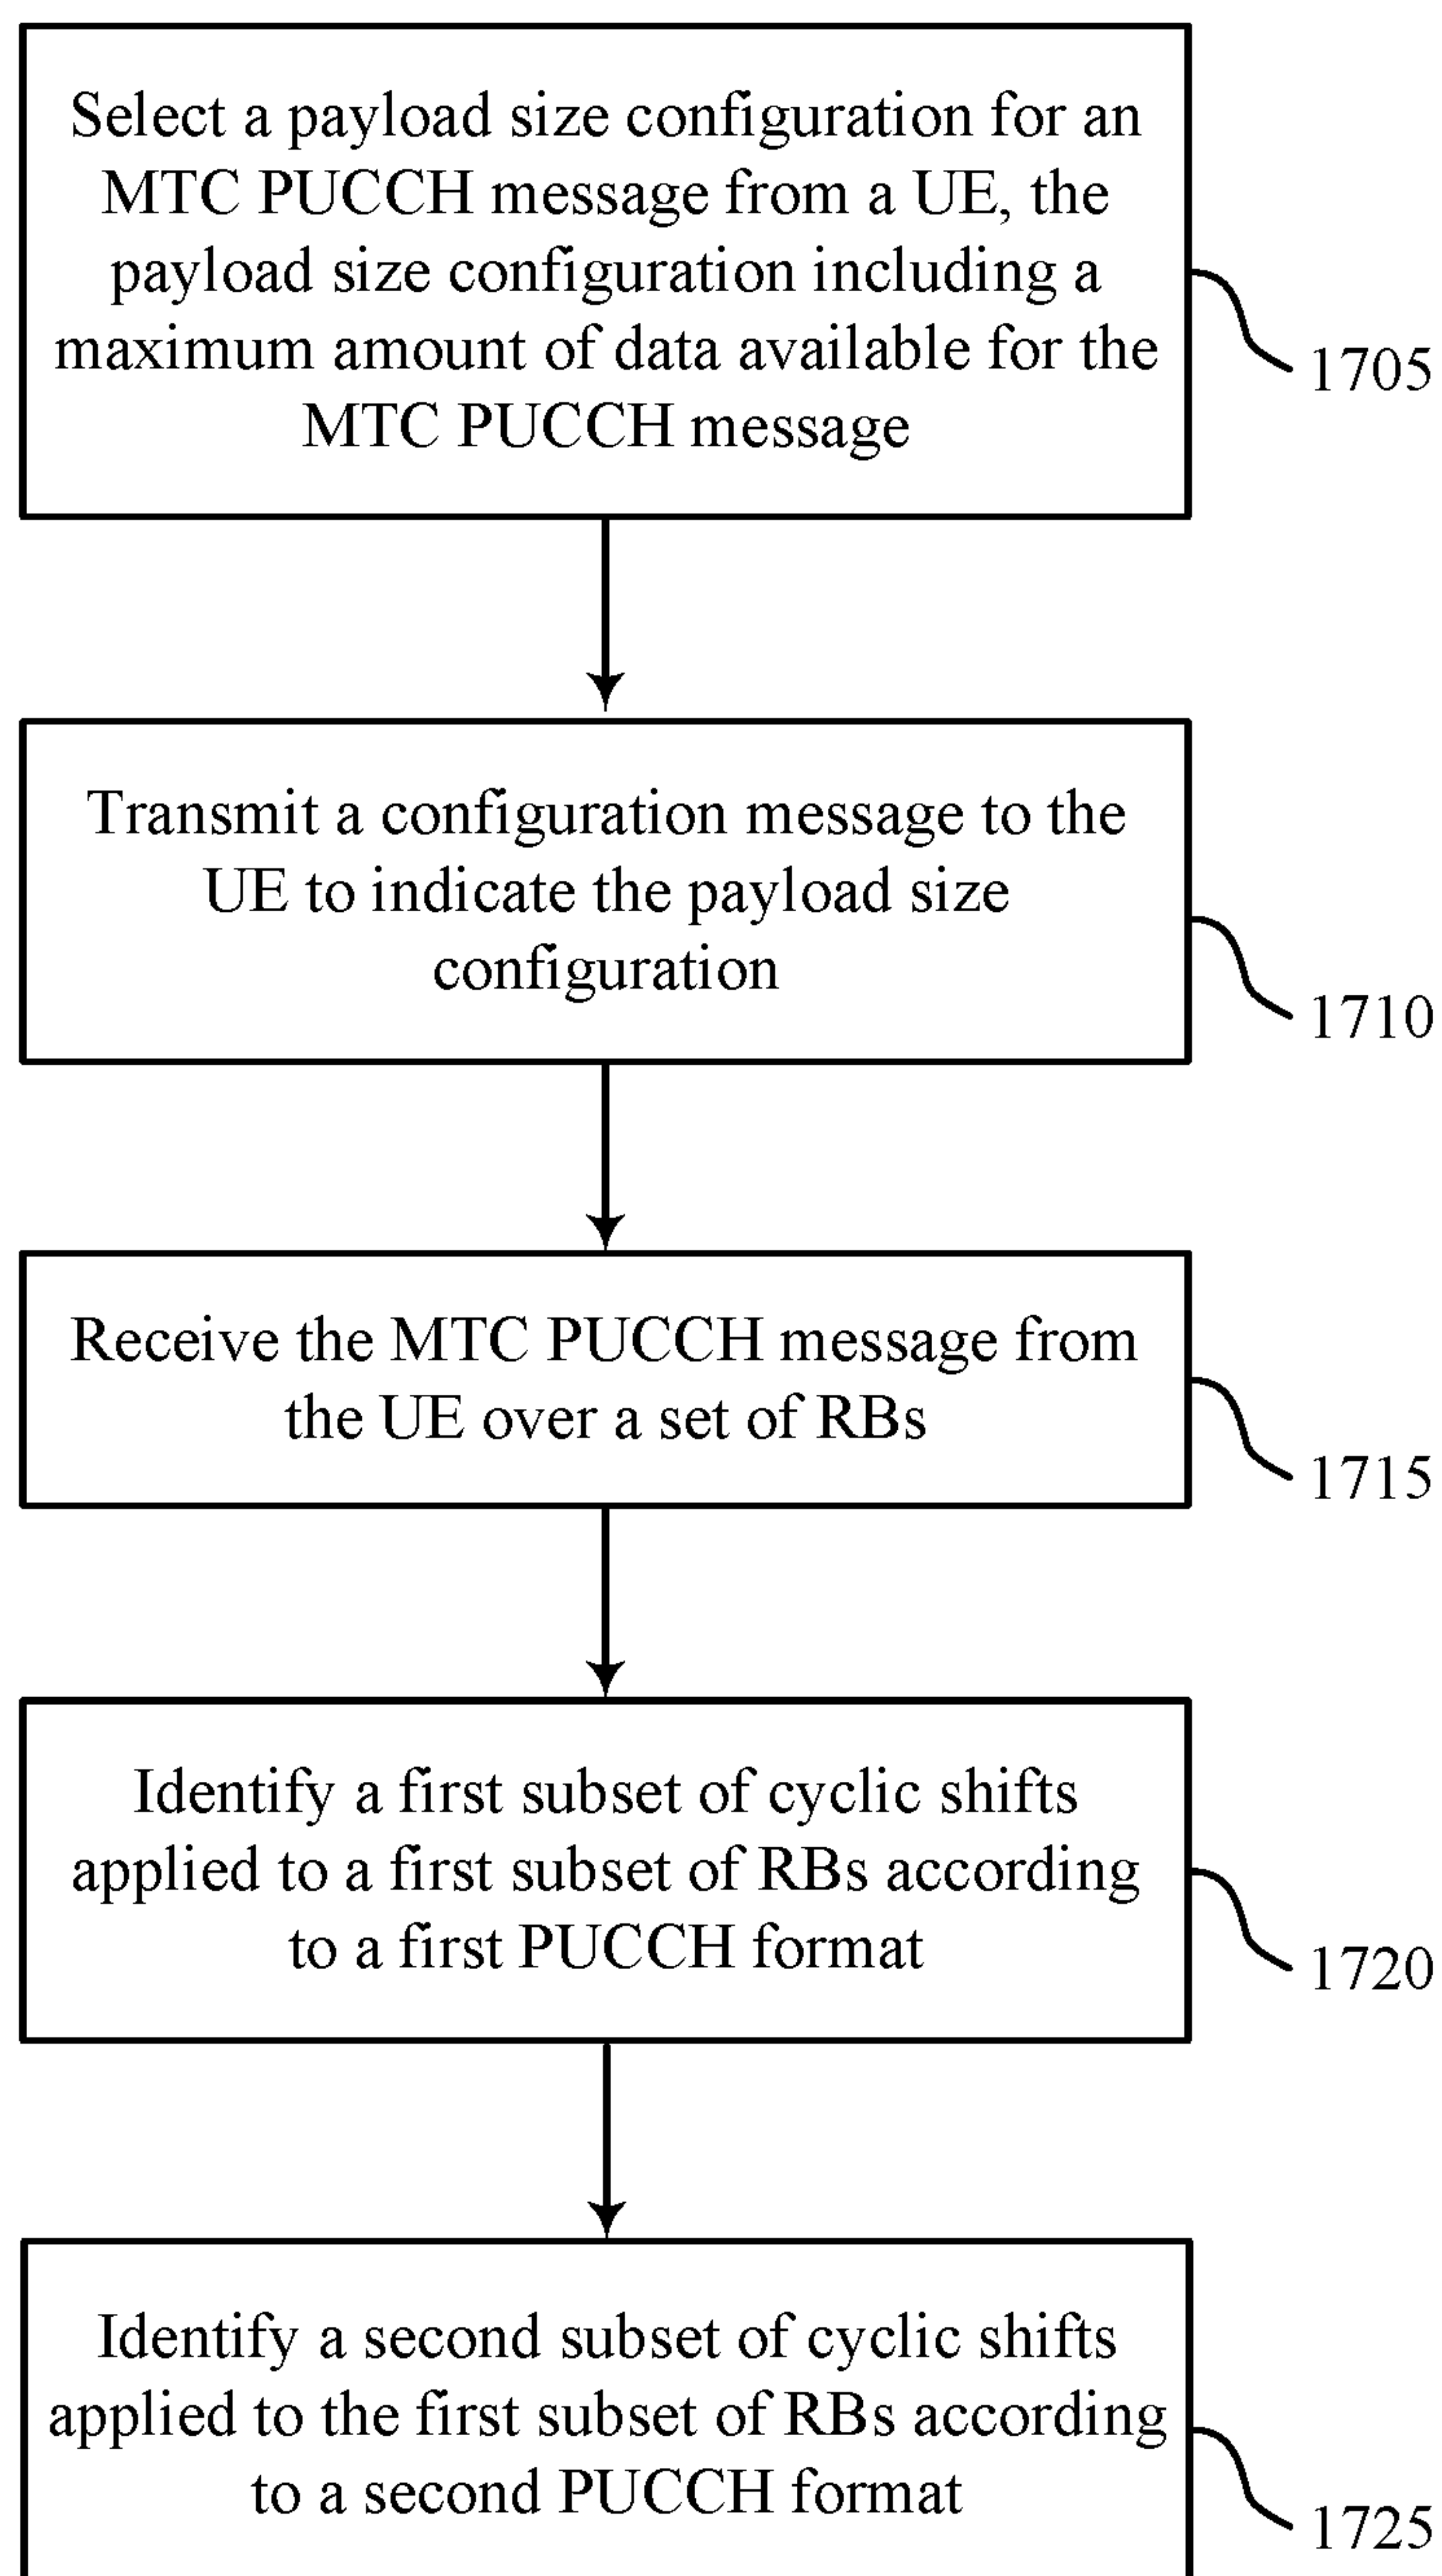 Select a payload size configuration for an
MTC PUCCH message from a UE, the
payload size configuration including a
maximum amount of data available for the
MTC PUCCH message
1705
Transmit a configuration message to the
UE to indicate the payload size
configuration
1710
Receive the MTC PUCCH message from
the UE over a set of RBs
1715
Identify a first subset of cyclic shifts
applied to a first subset of RBs according
to a first PUCCH format
1720
Identify a second subset of cyclic shifts
applied to the first subset of RBs according
to a second PUCCH format
1725